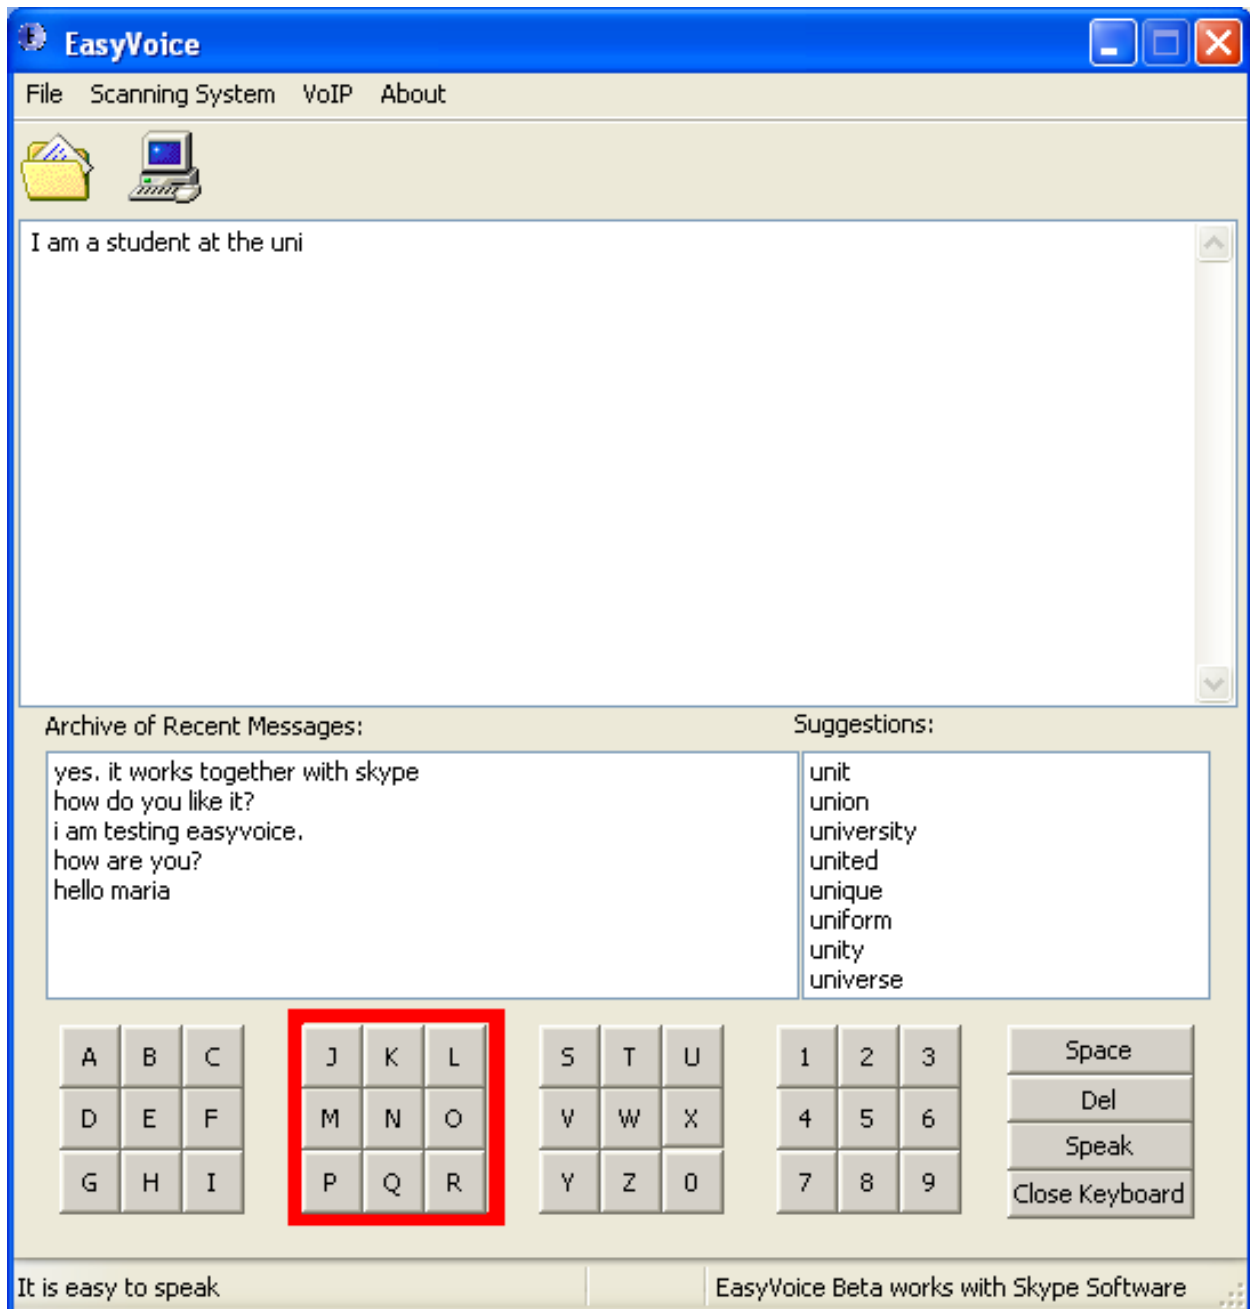 EasyVoice
File Scanning System VoIP About
I am a student at the uni
Archive of Recent Messages:
yes. it works together with skype
how do you like it?
i am testing easyvoice.
how are you?
hello maria
Suggestions:
unit
union
university
united
unique
uniform
unity
universe
A B C
D E F
G H I
J K L
M N O
P Q R
S T U
V W X
Y Z 0
1 2 3
4 5 6
7 8 9
Space
Del
Speak
Close Keyboard
It is easy to speak
EasyVoice Beta works with Skype Software